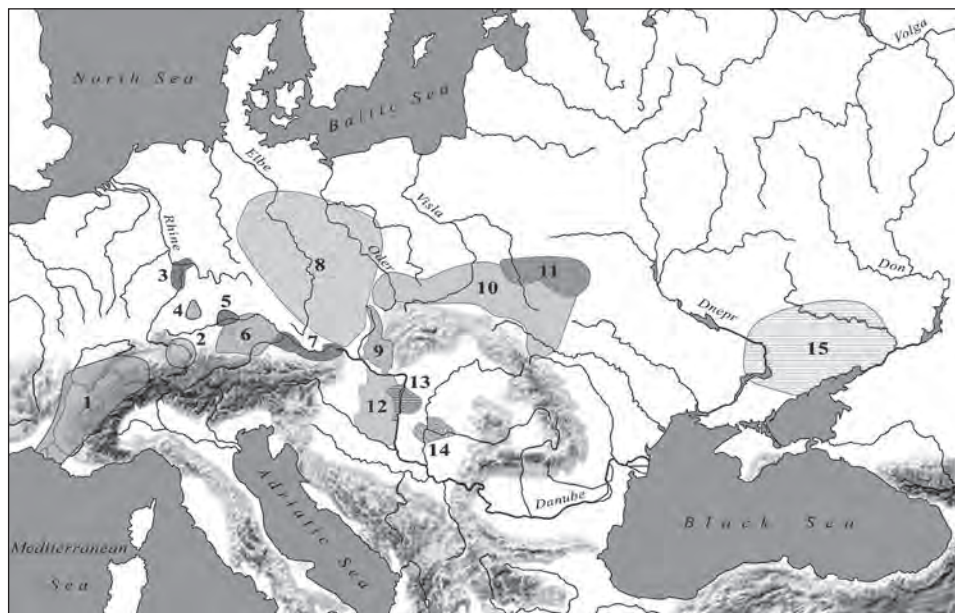 Volga
North Sea
Baltic Sea
Elbe
Visla
Rhine
Oder
Don
Dnepr
3
8
11
10
4
5
2
6
7
9
15
13
12
1
14
Adriatic
Sea
Danube
Black Sea
Mediterranean
Sea